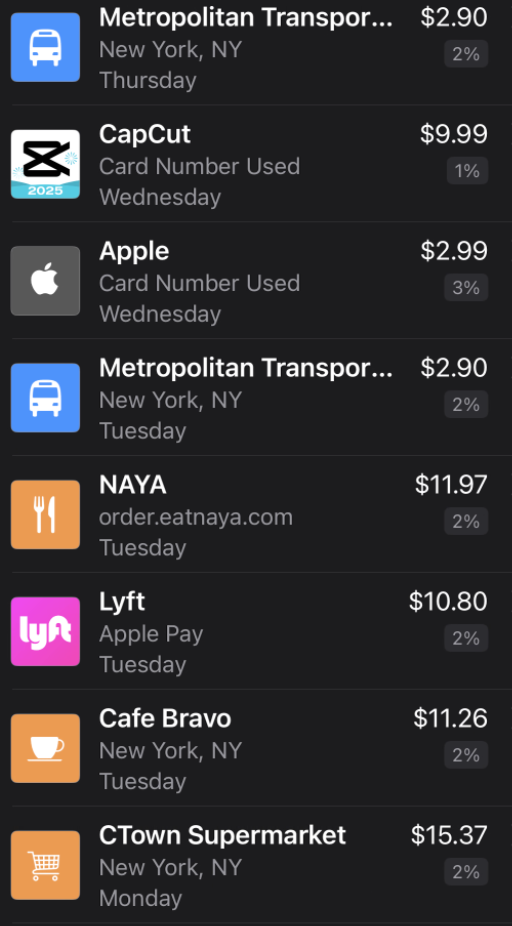 Metropolitan Transpor... $2.90
New York, NY 2%
Thursday
CapCut $9.99
Card Number Used 1%
2025
Wednesday
Apple $2.99
Card Number Used 3%
Wednesday
Metropolitan Transpor... $2.90
New York, NY 2%
Tuesday
NAYA $11.97
order.eatnaya.com 2%
Tuesday
Lyft $10.80
lyft Apple Pay 2%
Tuesday
Cafe Bravo $11.26
New York, NY 2%
Tuesday
CTown Supermarket $15.37
New York, NY 2%
Monday